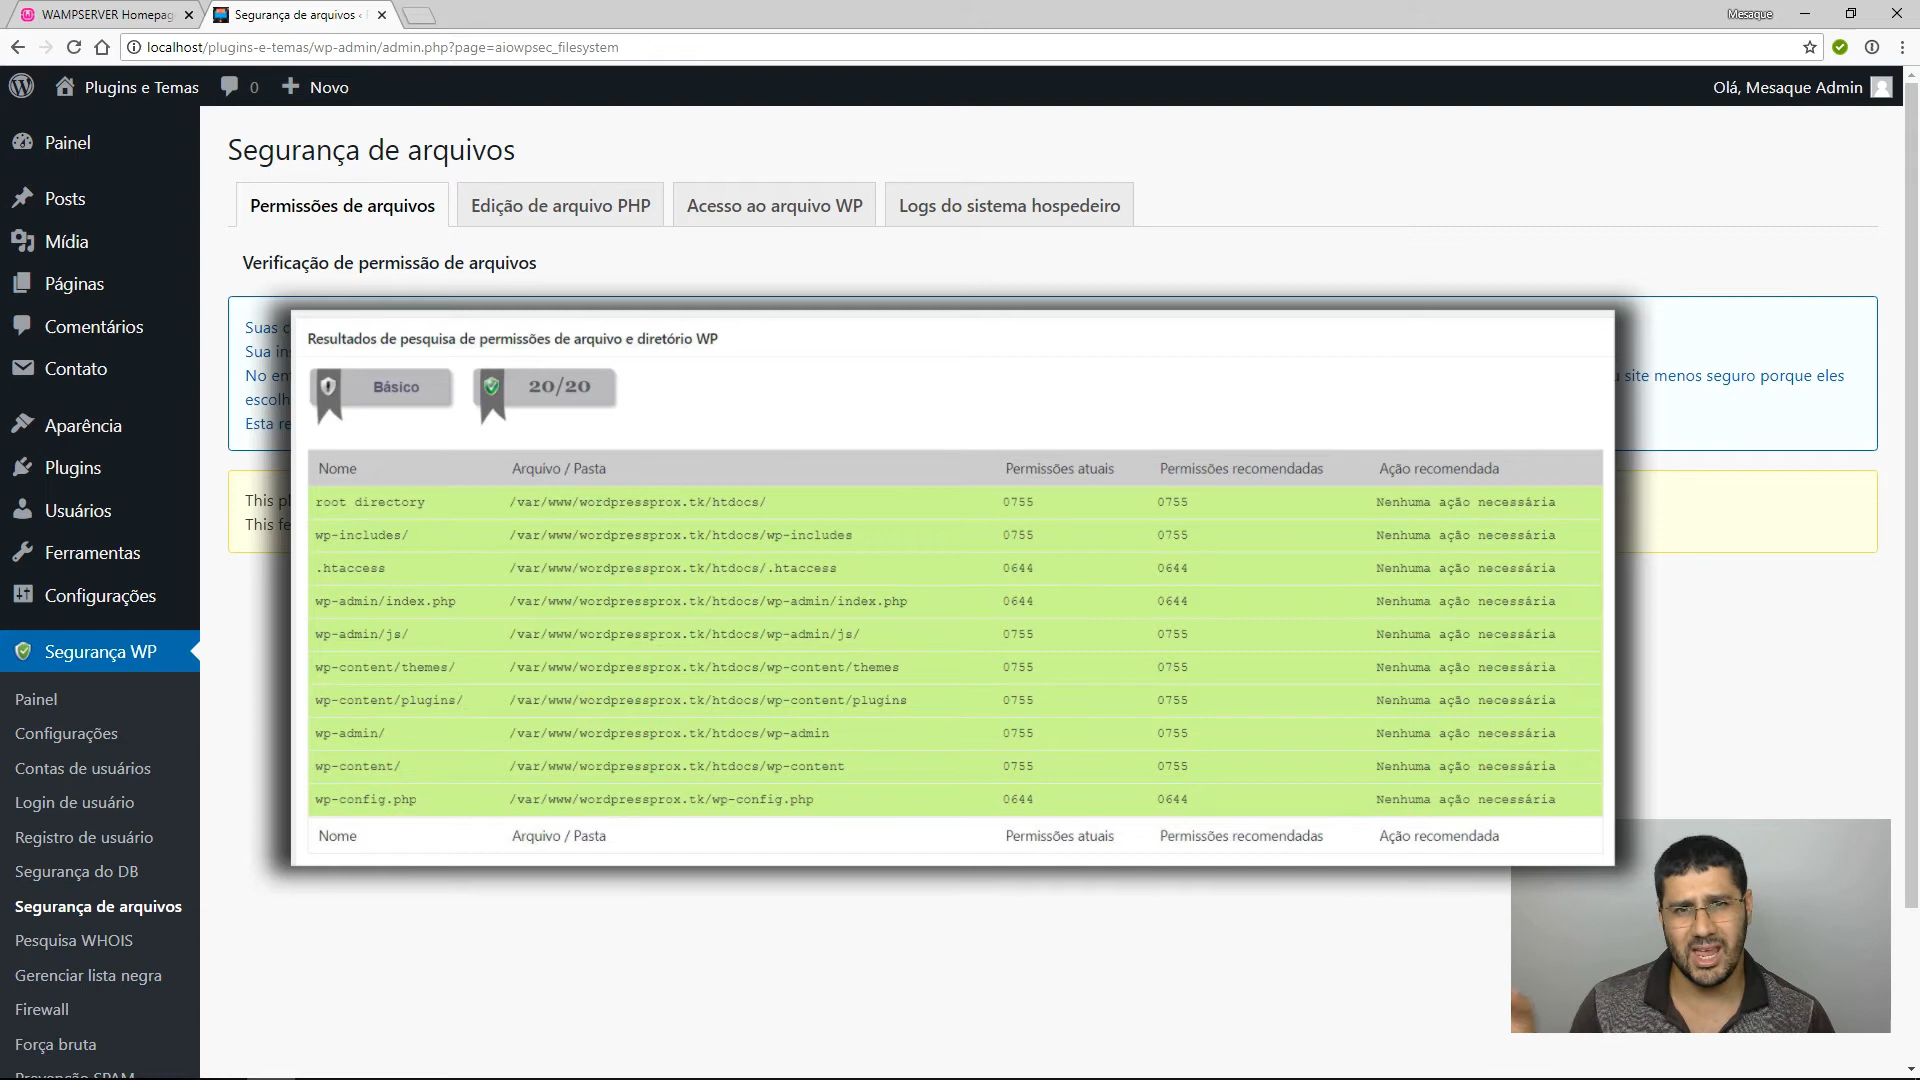 WAMPSERVER Homepag
Segurança de arquivos ‹
Mesaque
localhost/plugins-e-temas/wp-admin/admin.php?page=aiowpsec_filesystem
Plugins e Temas
0
Novo
Olá, Mesaque Admin
Painel
Posts
Mídia
Páginas
Comentários
Contato
Aparência
Plugins
Usuários
Ferramentas
Configurações
Segurança WP
Painel
Configurações
Contas de usuários
Login de usuário
Registro de usuário
Segurança do DB
Segurança de arquivos
Pesquisa WHOIS
Gerenciar lista negra
Firewall
Força bruta
Prevenção SPAM
Segurança de arquivos
Permissões de arquivos
Edição de arquivo PHP
Acesso ao arquivo WP
Logs do sistema hospedeiro
Verificação de permissão de arquivos
Suas
Sua
No
site menos seguro porque eles
Esta
This
This
Resultados de pesquisa de permissões de arquivo e diretório WP
Básico
20/20
Nome Arquivo / Pasta Permissões atuais Permissões recomendadas Ação recomendada
root directory /var/www/wordpressprox.tk/htdocs/ 0755 0755 Nenhuma ação necessária
wp-includes/ /var/www/wordpressprox.tk/htdocs/wp-includes 0755 0755 Nenhuma ação necessária
.htaccess /var/www/wordpressprox.tk/htdocs/.htaccess 0644 0644 Nenhuma ação necessária
wp-admin/index.php /var/www/wordpressprox.tk/htdocs/wp-admin/index.php 0644 0644 Nenhuma ação necessária
wp-admin/js/ /var/www/wordpressprox.tk/htdocs/wp-admin/js/ 0755 0755 Nenhuma ação necessária
wp-content/themes/ /var/www/wordpressprox.tk/htdocs/wp-content/themes 0755 0755 Nenhuma ação necessária
wp-content/plugins/ /var/www/wordpressprox.tk/htdocs/wp-content/plugins 0755 0755 Nenhuma ação necessária
wp-admin/ /var/www/wordpressprox.tk/htdocs/wp-admin 0755 0755 Nenhuma ação necessária
wp-content/ /var/www/wordpressprox.tk/htdocs/wp-content 0755 0755 Nenhuma ação necessária
wp-config.php /var/www/wordpressprox.tk/wp-config.php 0644 0644 Nenhuma ação necessária
Nome Arquivo / Pasta Permissões atuais Permissões recomendadas Ação recomendada